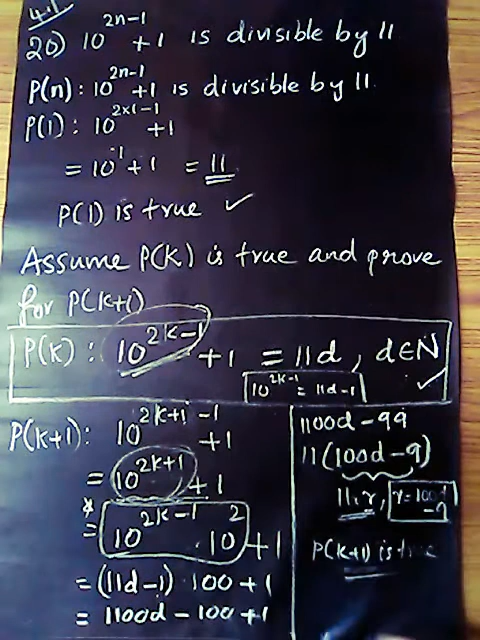 4.1
20) 10^{2n-1} + 1 is divisible by 11
P(n): 10^{2n-1} + 1 is divisible by 11
P(1): 10^{2×1-1} + 1
= 10^{1} + 1 = 11
P(1) is true ✓
Assume P(K) is true and prove
for P(K+1)
P(K): 10^{2K-1} + 1 = 11d, d∈N
10^{2K-1} = 11d-1 ✓
P(K+1): 10^{2K+1-1} + 1
= 10^{2K+1} + 1
* = 10^{2K-1} · 10^{2} + 1
= (11d-1) · 100 + 1
= 1100d - 100 + 1
1100d - 99
11(100d - 9)
11.r, r=100d-9
P(K+1) is true